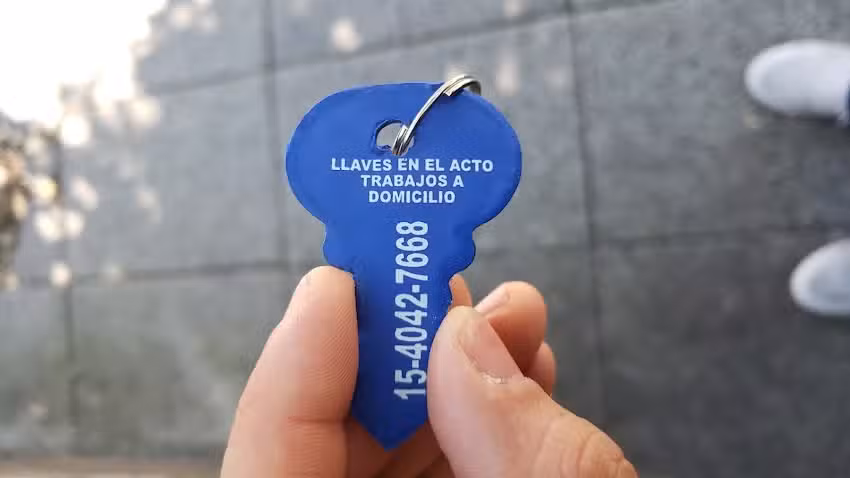 LLAVES EN EL ACTO
TRABAJOS A
DOMICILIO
15-4042-7668